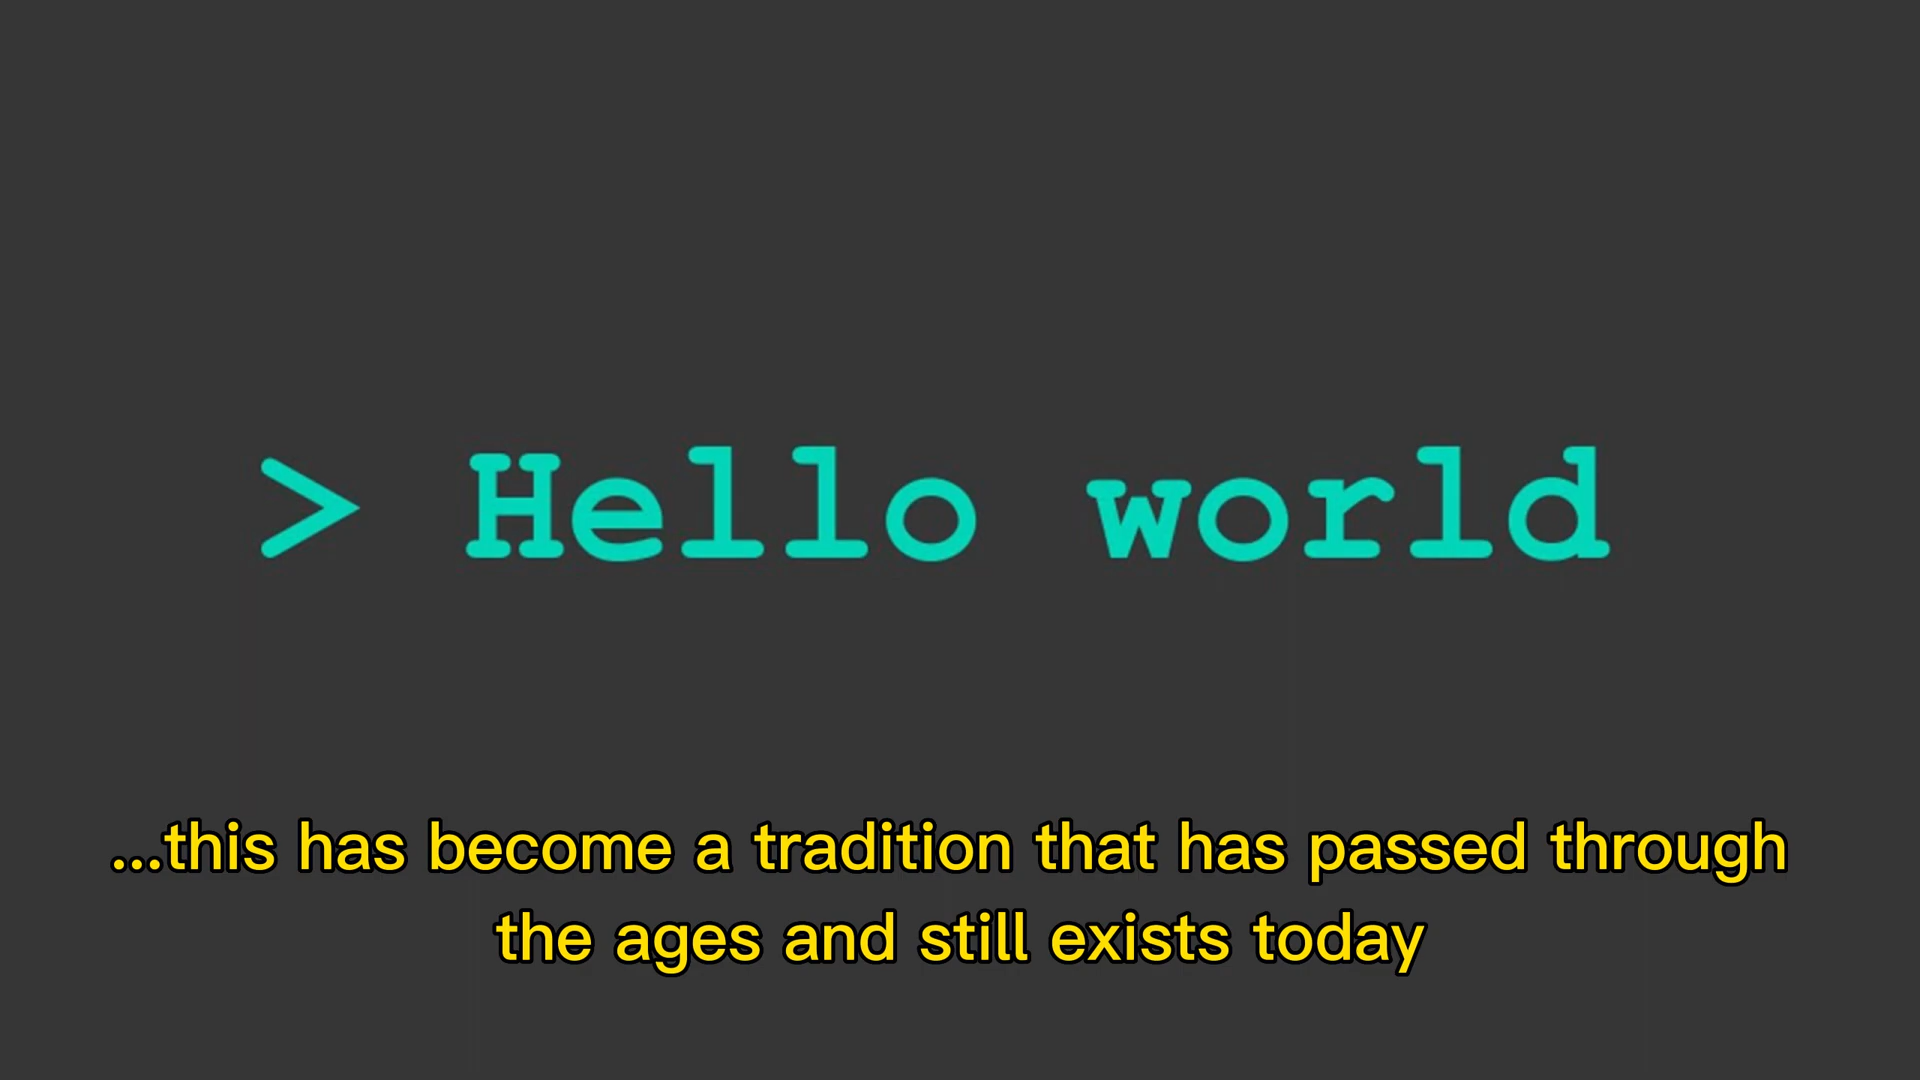 > Hello world
...this has become a tradition that has passed through
the ages and still exists today